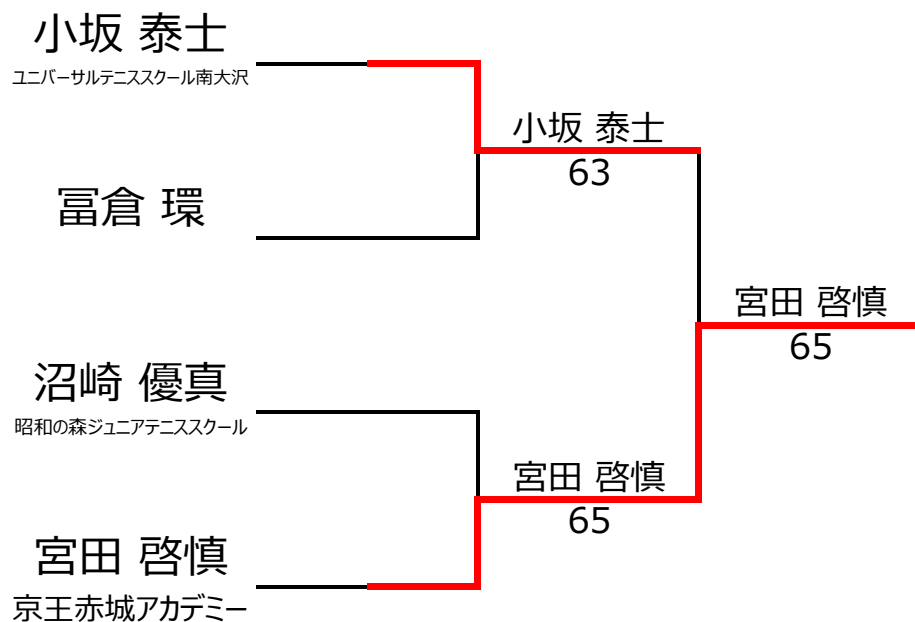 小坂 泰士
ユニバーサルテニススクール南大沢
小坂 泰士
63
冨倉 環
宮田 啓慎
65
沼崎 優真
昭和の森ジュニアテニススクール
宮田 啓慎
65
宮田 啓慎
京王赤城アカデミー